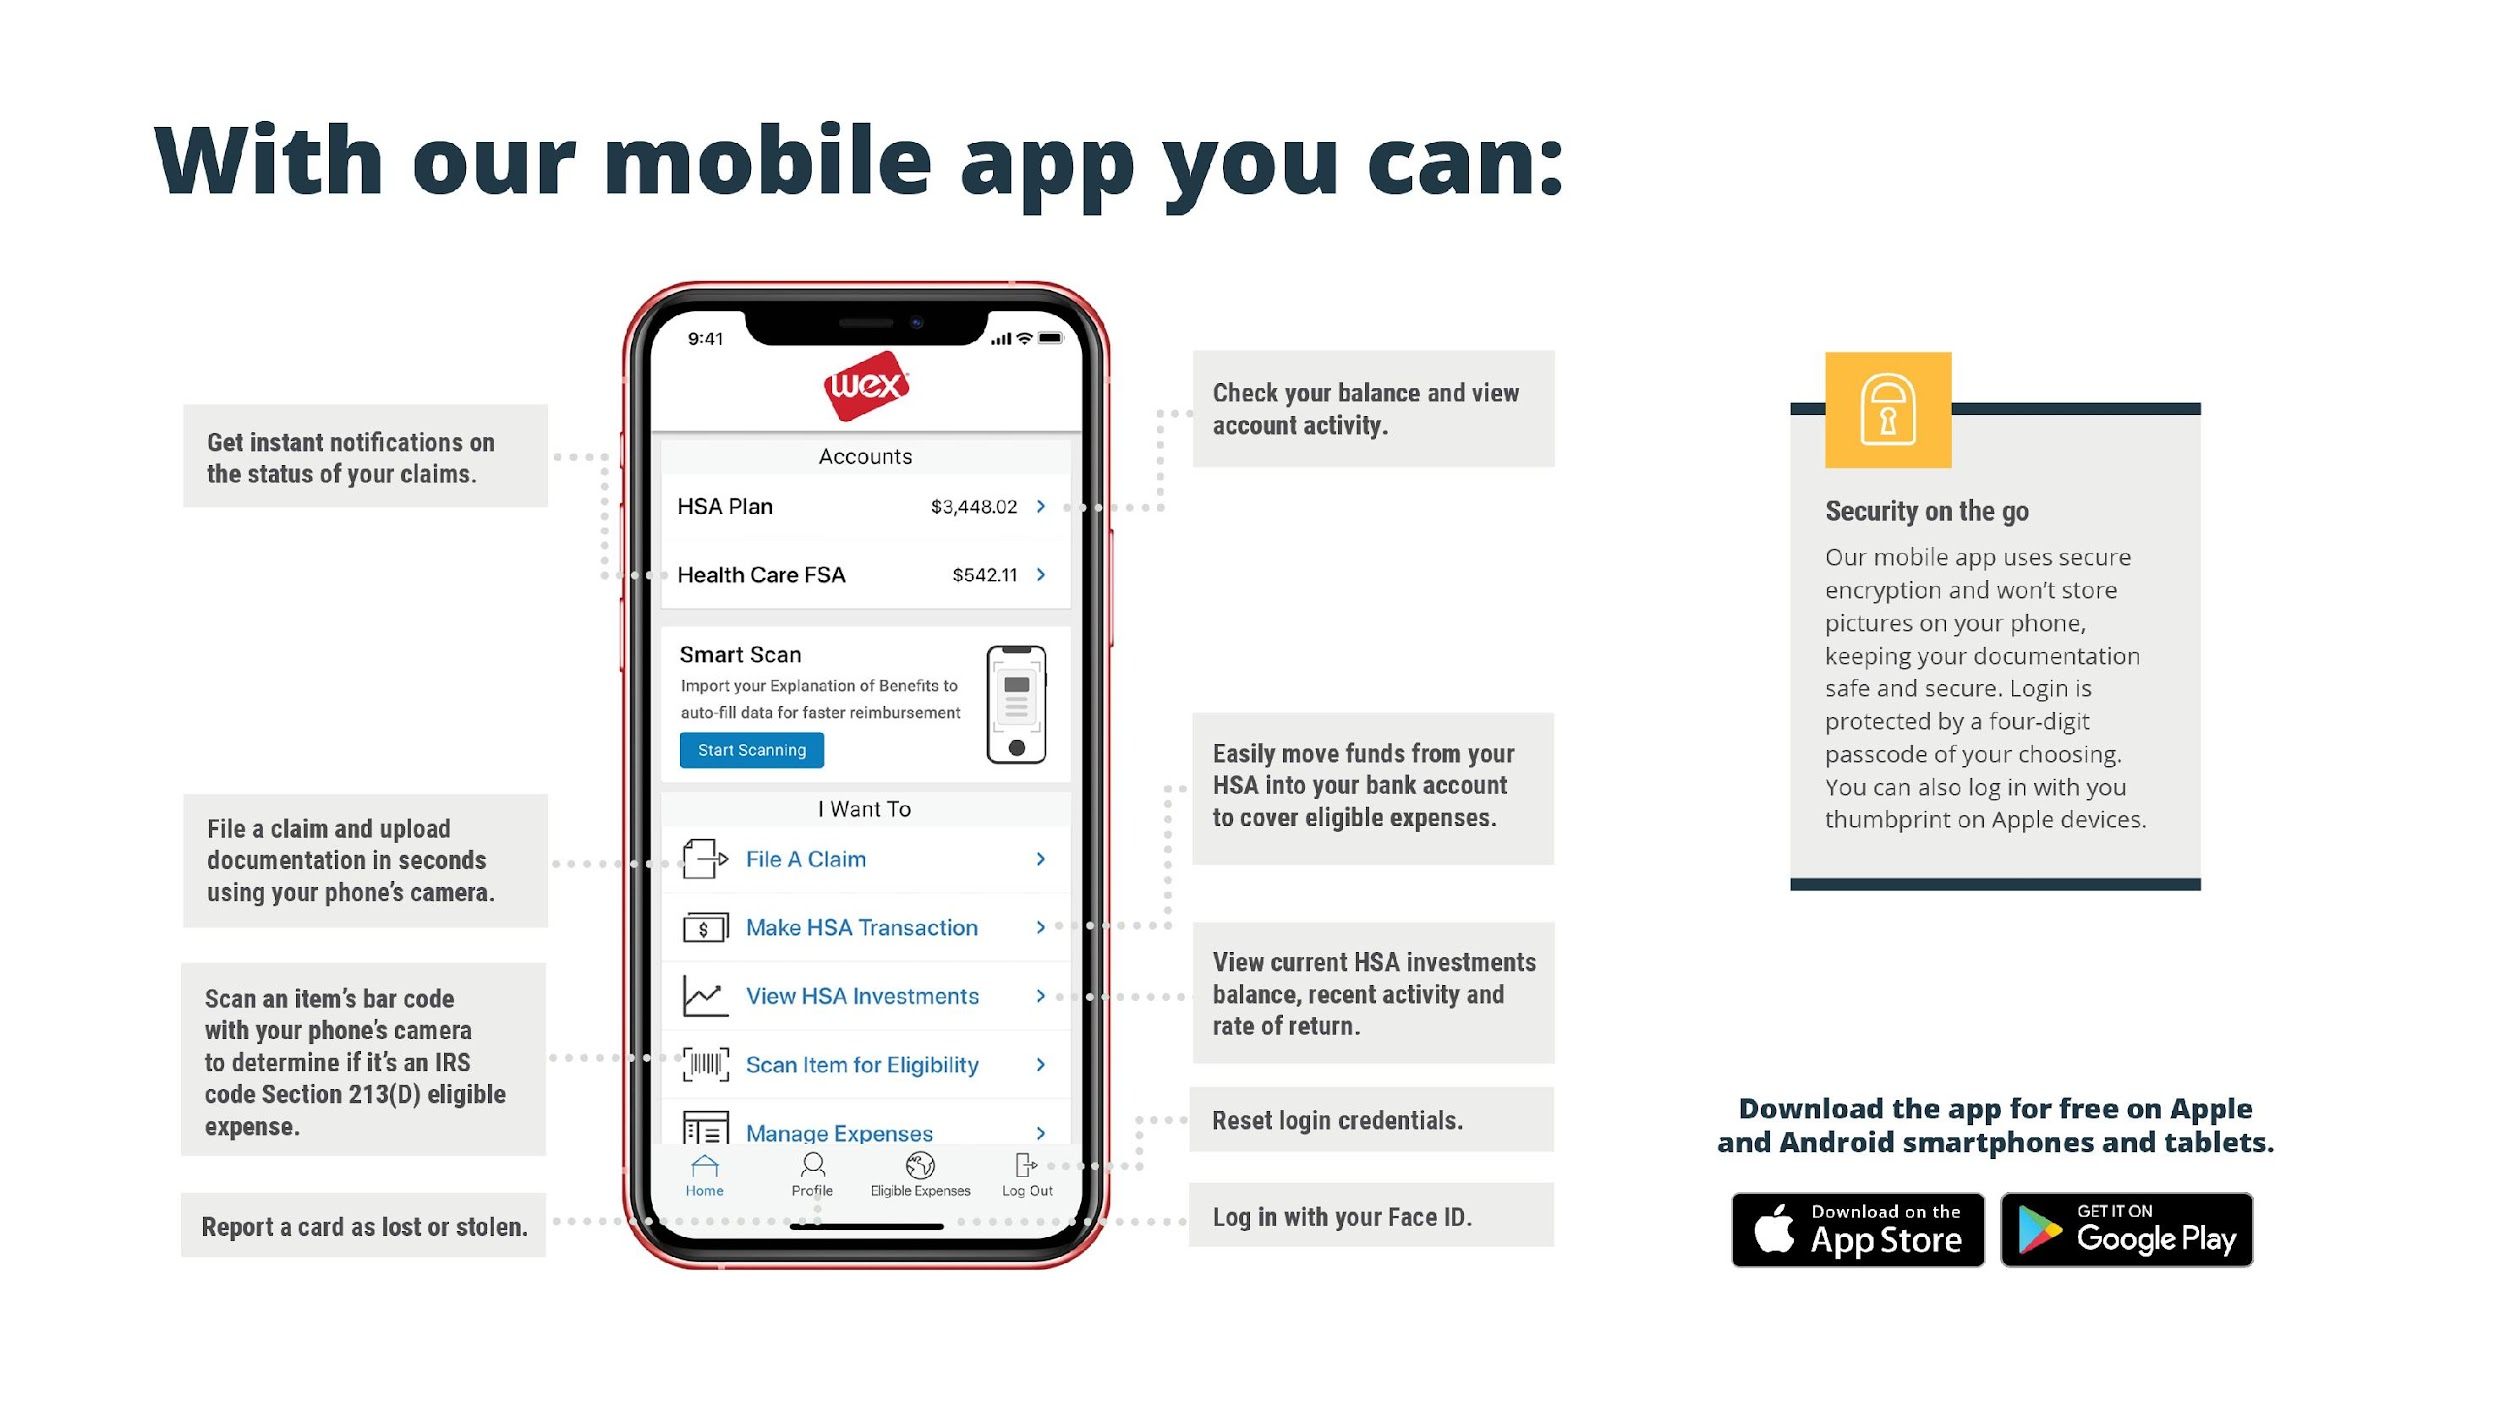 With our mobile app you can:
Get instant notifications on
the status of your claims.
File a claim and upload
documentation in seconds
using your phone's camera.
Scan an item's bar code
with your phone's camera
to determine if it's an IRS
code Section 213(D) eligible
expense.
Report a card as lost or stolen.
9:41
wex
Accounts
HSA Plan $3,448.02
Health Care FSA $542.11
Smart Scan
Import your Explanation of Benefits to
auto-fill data for faster reimbursement
Start Scanning
I Want To
File A Claim
$ Make HSA Transaction
View HSA Investments
Scan Item for Eligibility
Manage Expenses
Home Profile Eligible Expenses Log Out
Check your balance and view
account activity.
Easily move funds from your
HSA into your bank account
to cover eligible expenses.
View current HSA investments
balance, recent activity and
rate of return.
Reset login credentials.
Log in with your Face ID.
Security on the go
Our mobile app uses secure
encryption and won't store
pictures on your phone,
keeping your documentation
safe and secure. Login is
protected by a four-digit
passcode of your choosing.
You can also log in with you
thumbprint on Apple devices.
Download the app for free on Apple
and Android smartphones and tablets.
Download on the
App Store
GET IT ON
Google Play